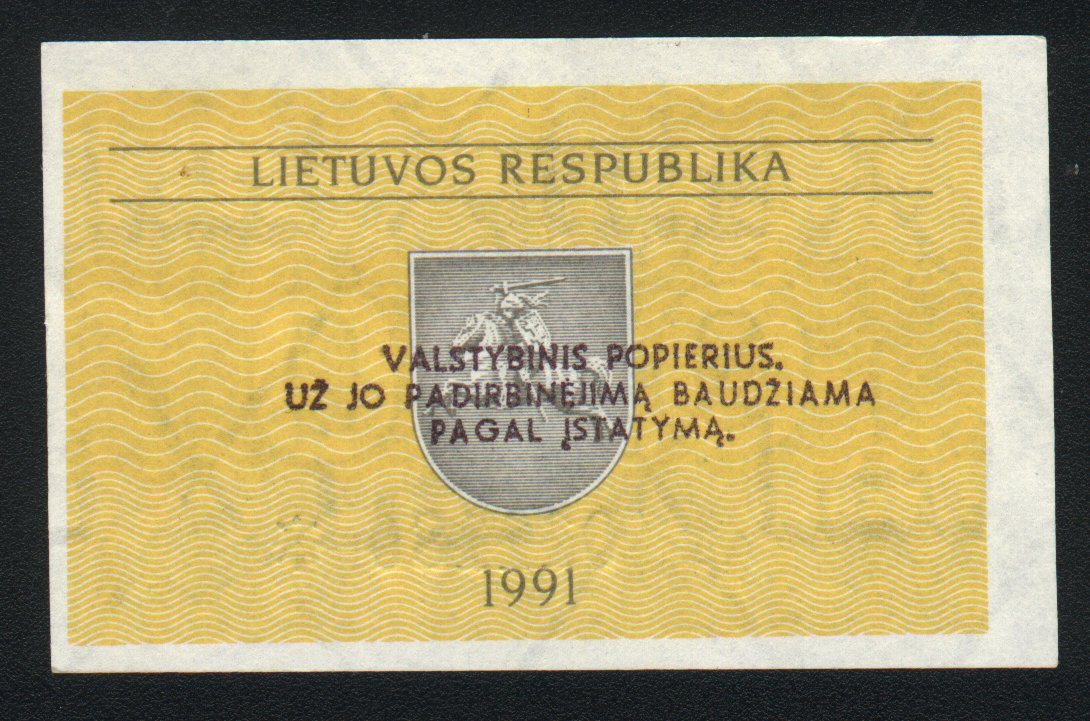 LIETUVOS RESPUBLIKA
VALSTYBINIS POPIERIUS.
UŽ JO PADIRBINĖJIMĄ BAUDŽIAMA
PAGAL ĮSTATYMĄ.
1991